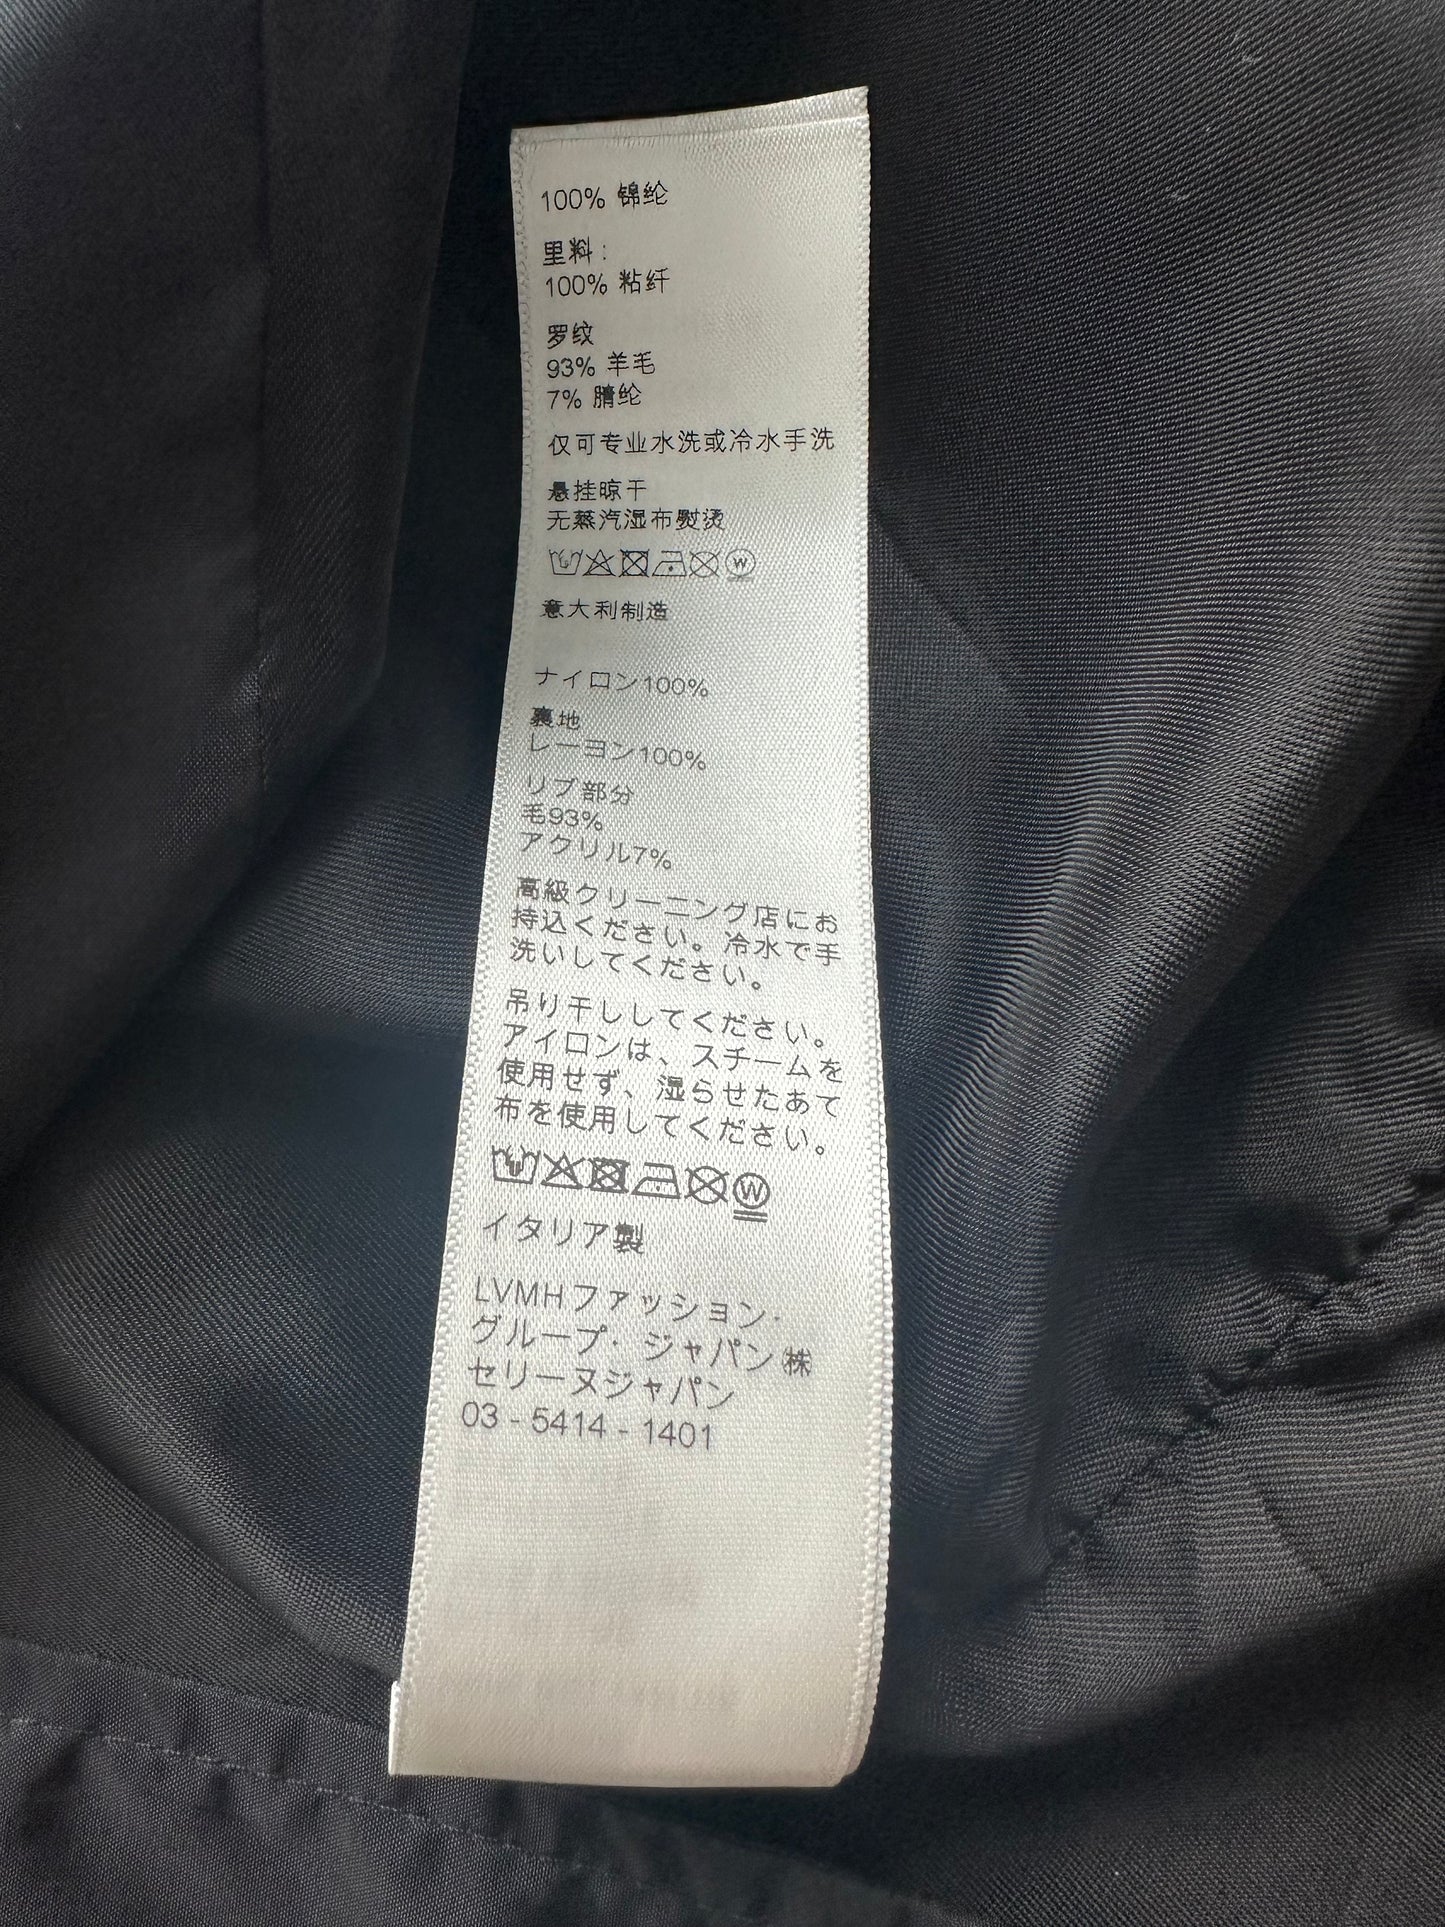 100% 锦纶
里料:
100% 粘纤
罗纹
93% 羊毛
7% 腈纶
仅可专业水洗或冷水手洗
悬挂晾干
无蒸汽湿布熨烫
W
意大利制造
ナイロン100%
裏地
レーヨン100%
リブ部分
毛93%
アクリル7%
高級クリーニング店にお
持込ください。冷水で手
洗いしてください。
吊り干ししてください。
アイロンは、スチームを
使用せず、湿らせたあて
布を使用してください。
W
イタリア製
LVMHファッション・
グループ・ジャパン㈱
セリーヌジャパン
03 - 5414 - 1401